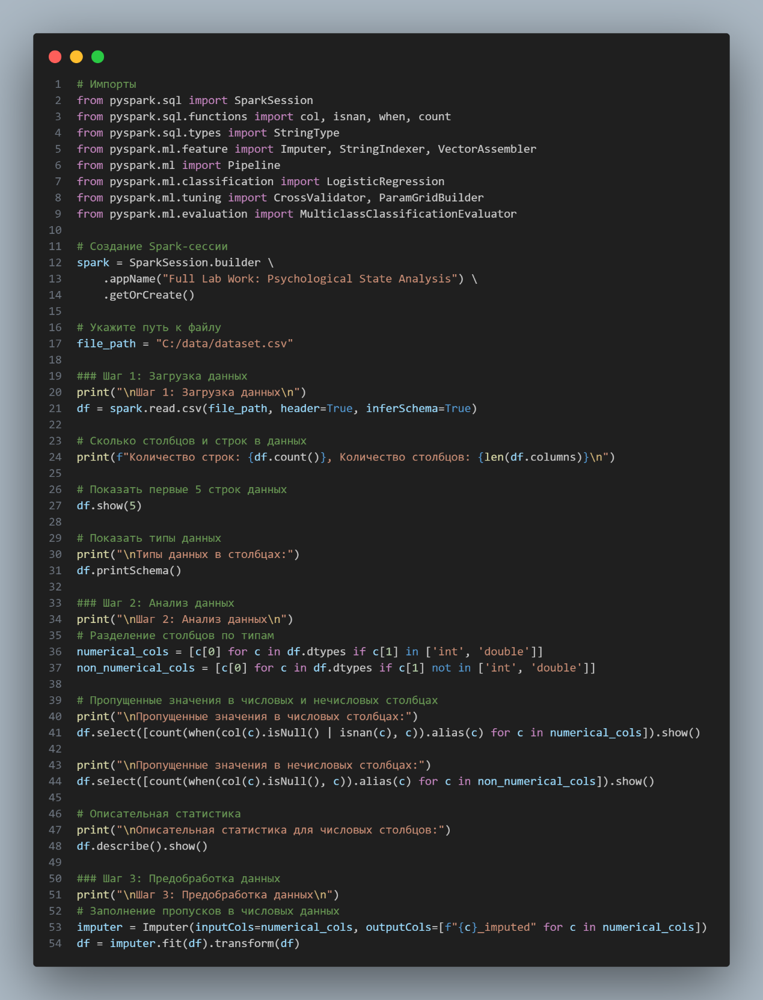 1 # Импорты
2 from pyspark.sql import SparkSession
3 from pyspark.sql.functions import col, isnan, when, count
4 from pyspark.sql.types import StringType
5 from pyspark.ml.feature import Imputer, StringIndexer, VectorAssembler
6 from pyspark.ml import Pipeline
7 from pyspark.ml.classification import LogisticRegression
8 from pyspark.ml.tuning import CrossValidator, ParamGridBuilder
9 from pyspark.ml.evaluation import MulticlassClassificationEvaluator
10
11 # Создание Spark-сессии
12 spark = SparkSession.builder \
13     .appName("Full Lab Work: Psychological State Analysis") \
14     .getOrCreate()
15
16 # Укажите путь к файлу
17 file_path = "C:/data/dataset.csv"
18
19 ### Шаг 1: Загрузка данных
20 print("\nШаг 1: Загрузка данных\n")
21 df = spark.read.csv(file_path, header=True, inferSchema=True)
22
23 # Сколько столбцов и строк в данных
24 print(f"Количество строк: {df.count()}, Количество столбцов: {len(df.columns)}\n")
25
26 # Показать первые 5 строк данных
27 df.show(5)
28
29 # Показать типы данных
30 print("\nТипы данных в столбцах:")
31 df.printSchema()
32
33 ### Шаг 2: Анализ данных
34 print("\nШаг 2: Анализ данных\n")
35 # Разделение столбцов по типам
36 numerical_cols = [c[0] for c in df.dtypes if c[1] in ['int', 'double']]
37 non_numerical_cols = [c[0] for c in df.dtypes if c[1] not in ['int', 'double']]
38
39 # Пропущенные значения в числовых и нечисловых столбцах
40 print("\nПропущенные значения в числовых столбцах:")
41 df.select([count(when(col(c).isNull() | isnan(c), c)).alias(c) for c in numerical_cols]).show()
42
43 print("\nПропущенные значения в нечисловых столбцах:")
44 df.select([count(when(col(c).isNull(), c)).alias(c) for c in non_numerical_cols]).show()
45
46 # Описательная статистика
47 print("\nОписательная статистика для числовых столбцов:")
48 df.describe().show()
49
50 ### Шаг 3: Предобработка данных
51 print("\nШаг 3: Предобработка данных\n")
52 # Заполнение пропусков в числовых данных
53 imputer = Imputer(inputCols=numerical_cols, outputCols=[f"{c}_imputed" for c in numerical_cols])
54 df = imputer.fit(df).transform(df)